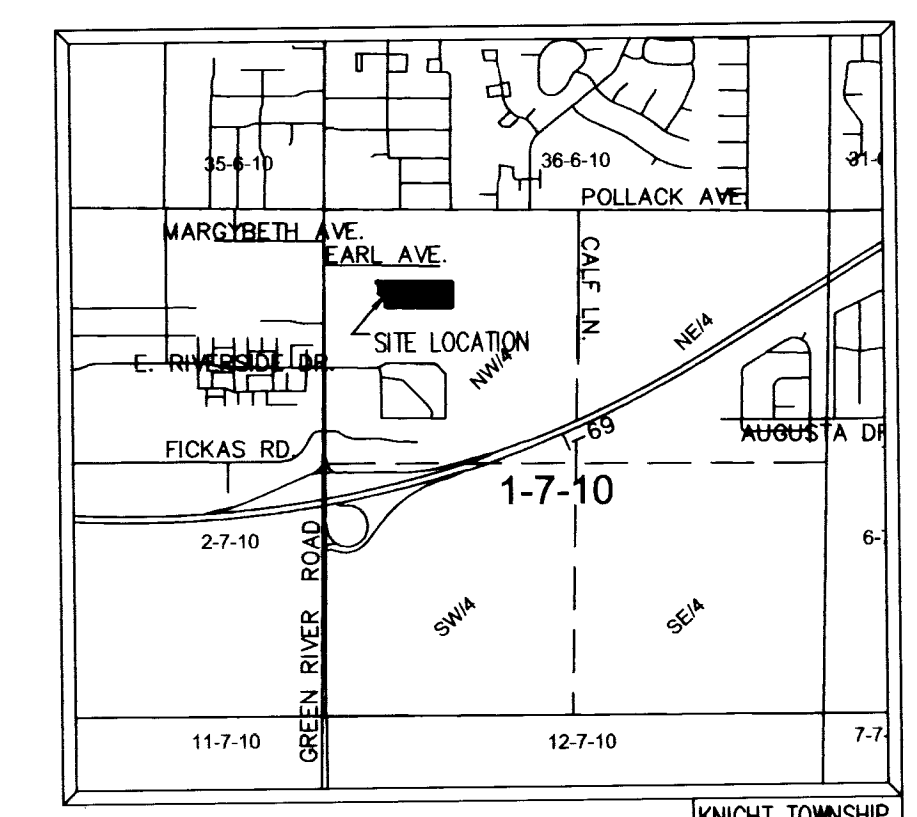 35-6-10
36-6-10
POLLACK AVE.
MARGYBETH AVE.
EARL AVE.
CALF LN.
SITE LOCATION
NW/4
NE/4
E. RIVERSIDE DR.
FICKAS RD.
69
AUGUSTA DR
1-7-10
2-7-10
GREEN RIVER ROAD
SW/4
SE/4
11-7-10
12-7-10
KNIGHT TOWNSHIP